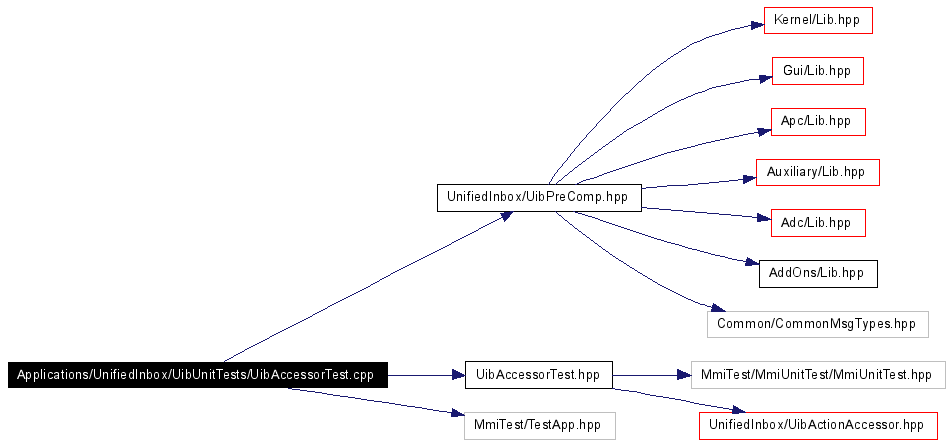 Kernel/Lib.hpp
Gui/Lib.hpp
Apc/Lib.hpp
Auxiliary/Lib.hpp
UnifiedInbox/UibPreComp.hpp
Adc/Lib.hpp
AddOns/Lib.hpp
Common/CommonMsgTypes.hpp
Applications/UnifiedInbox/UibUnitTests/UibAccessorTest.cpp
UibAccessorTest.hpp
MmiTest/MmiUnitTest/MmiUnitTest.hpp
MmiTest/TestApp.hpp
UnifiedInbox/UibActionAccessor.hpp